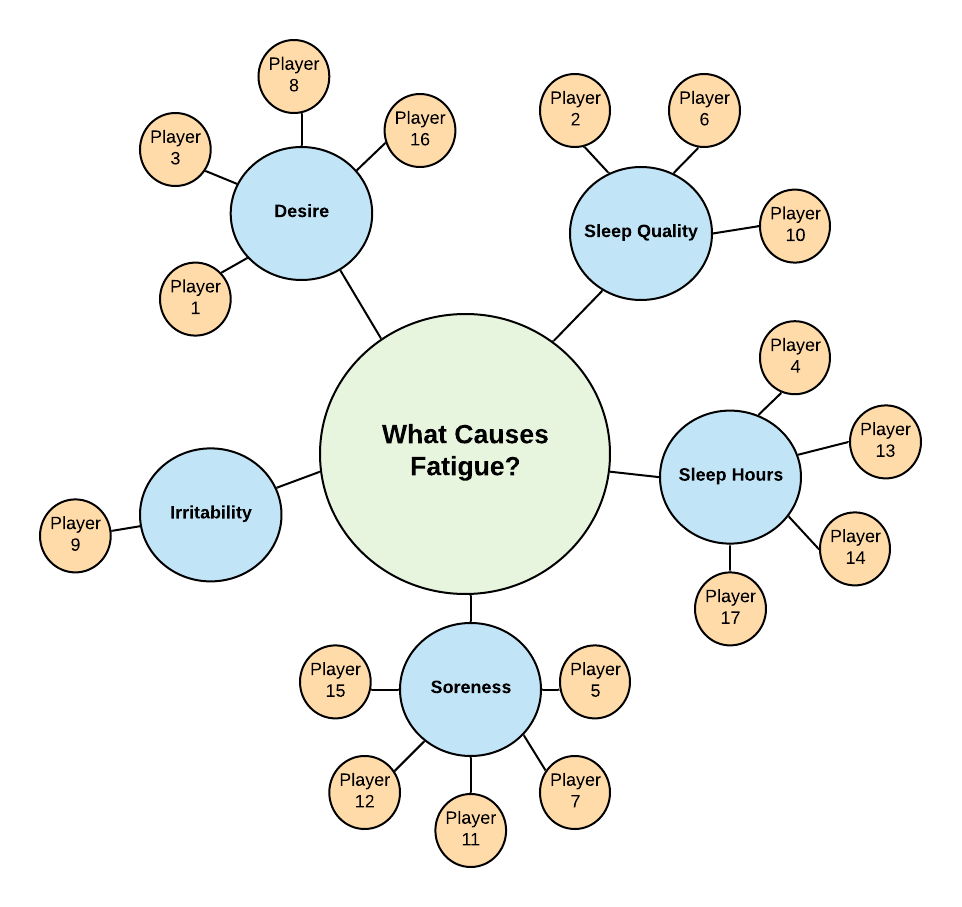 Player
8
Player
16
Player
3
Desire
Player
1
Player
2
Player
6
Sleep Quality
Player
10
What Causes
Fatigue?
Player
4
Player
13
Sleep Hours
Player
14
Player
17
Irritability
Player
9
Soreness
Player
15
Player
5
Player
12
Player
11
Player
7